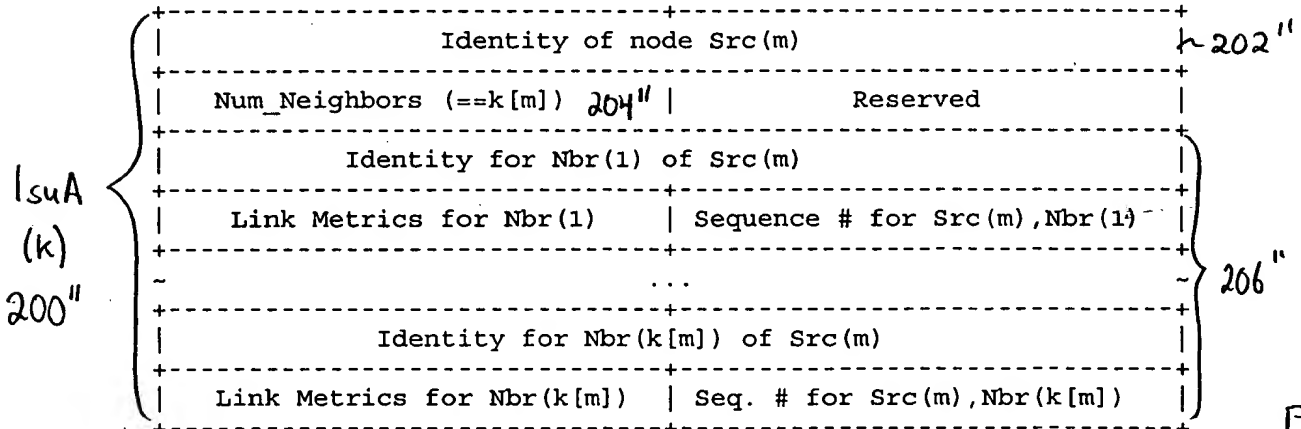 Identity of node Src(m) 202"
Num_Neighbors (==k[m]) 204" | Reserved
Identity for Nbr(1) of Src(m)
lsuA
(k)
200"
Link Metrics for Nbr(1) | Sequence # for Src(m),Nbr(1)
~ ... ~
206"
Identity for Nbr(k[m]) of Src(m)
Link Metrics for Nbr(k[m]) | Seq. # for Src(m),Nbr(k[m])